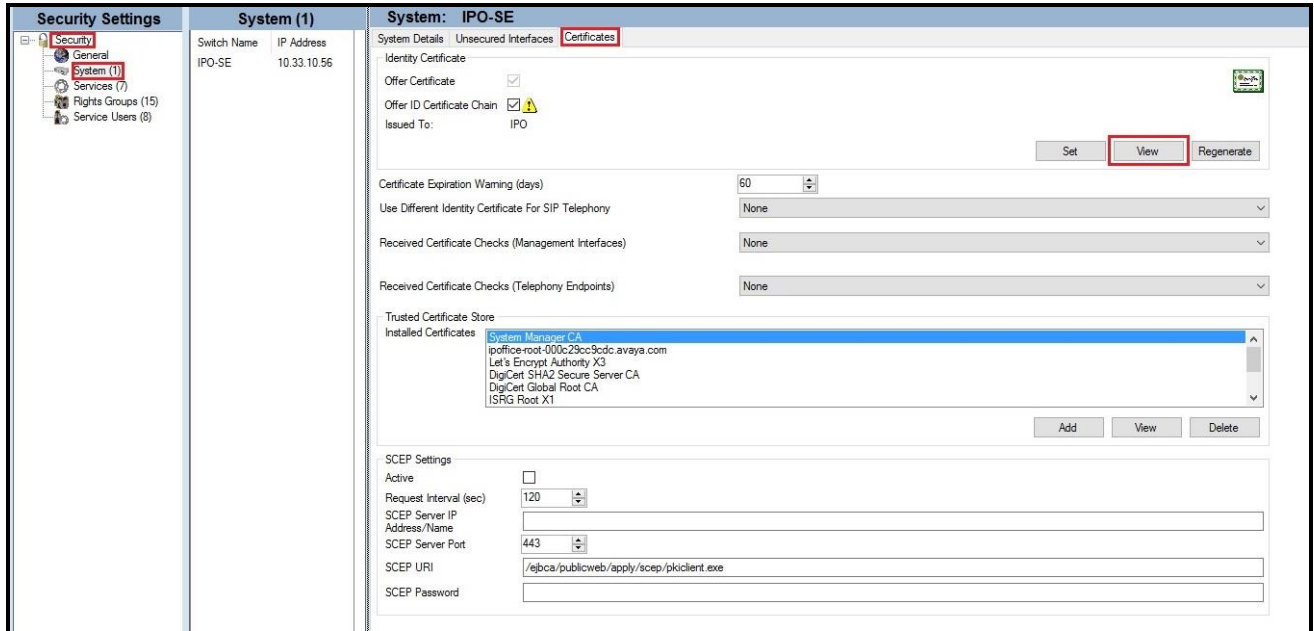 Security Settings
Security
General
System (1)
Services (7)
Rights Groups (15)
Service Users (8)
System (1)
Switch Name IP Address
IPO-SE 10.33.10.56
System: IPO-SE
System Details Unsecured Interfaces Certificates
Identity Certificate
Offer Certificate
Offer ID Certificate Chain
Issued To: IPO
Set View Regenerate
Certificate Expiration Warning (days) 60
Use Different Identity Certificate For SIP Telephony None
Received Certificate Checks (Management Interfaces) None
Received Certificate Checks (Telephony Endpoints) None
Trusted Certificate Store
Installed Certificates
System Manager CA
ipoffice-root-000c29cc9cdc.avaya.com
Let's Encrypt Authority X3
DigiCert SHA2 Secure Server CA
DigiCert Global Root CA
ISRG Root X1
Add View Delete
SCEP Settings
Active
Request Interval (sec) 120
SCEP Server IP
Address/Name
SCEP Server Port 443
SCEP URI /ejbca/publicweb/apply/scep/pkiclient.exe
SCEP Password